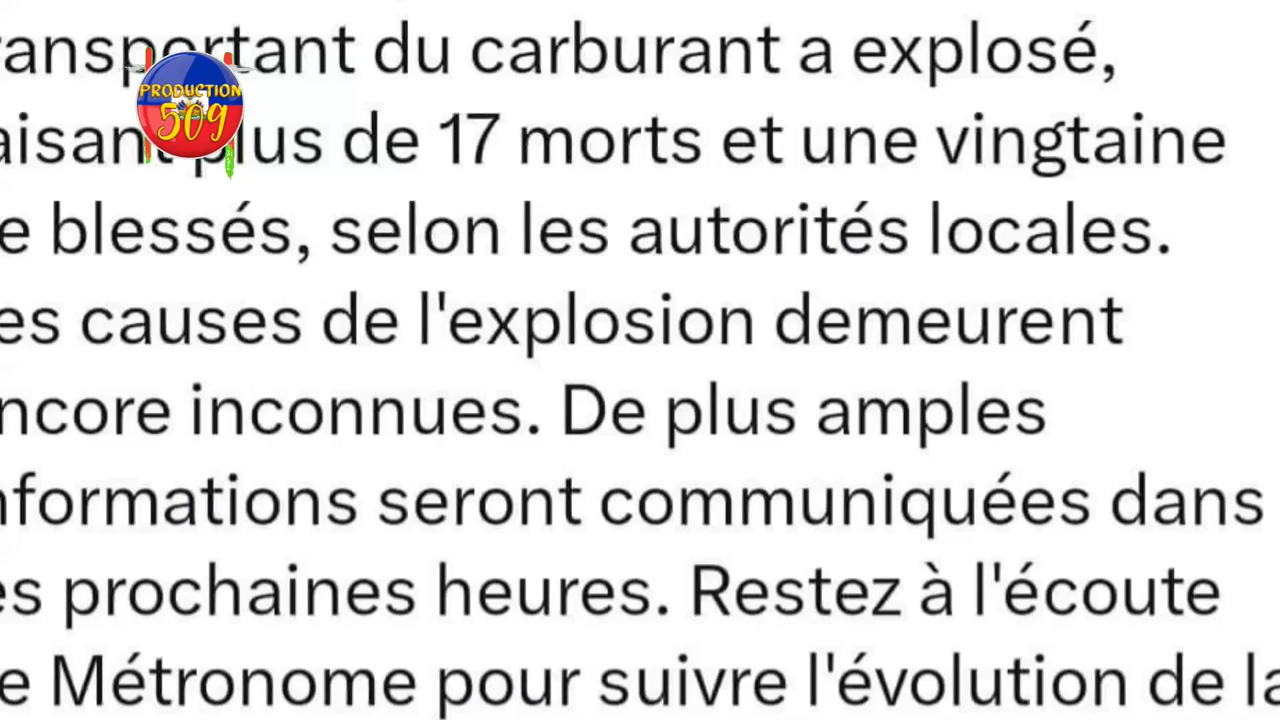 ransportant du carburant a explosé,
PRODUCTION
509
aisant plus de 17 morts et une vingtaine
e blessés, selon les autorités locales.
es causes de l'explosion demeurent
ncore inconnues. De plus amples
nformations seront communiquées dans
es prochaines heures. Restez à l'écoute
e Métronome pour suivre l'évolution de la